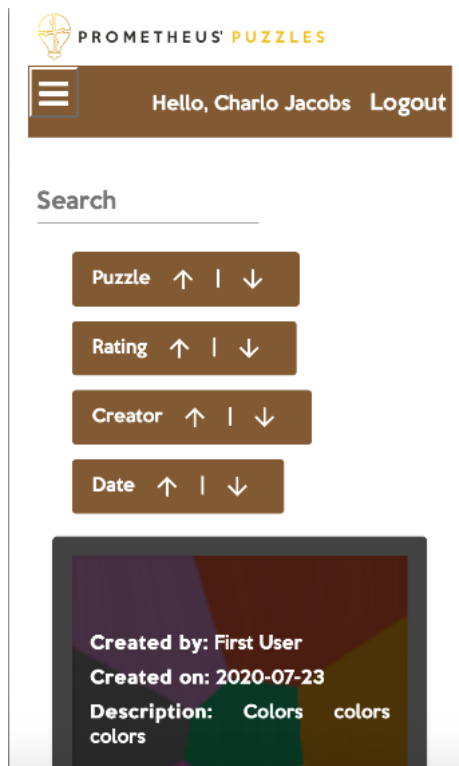 PROMETHEUS' PUZZLES
Hello, Charlo Jacobs Logout
Search
Puzzle ↑ | ↓
Rating ↑ | ↓
Creator ↑ | ↓
Date ↑ | ↓
Created by: First User
Created on: 2020-07-23
Description: Colors colors
colors